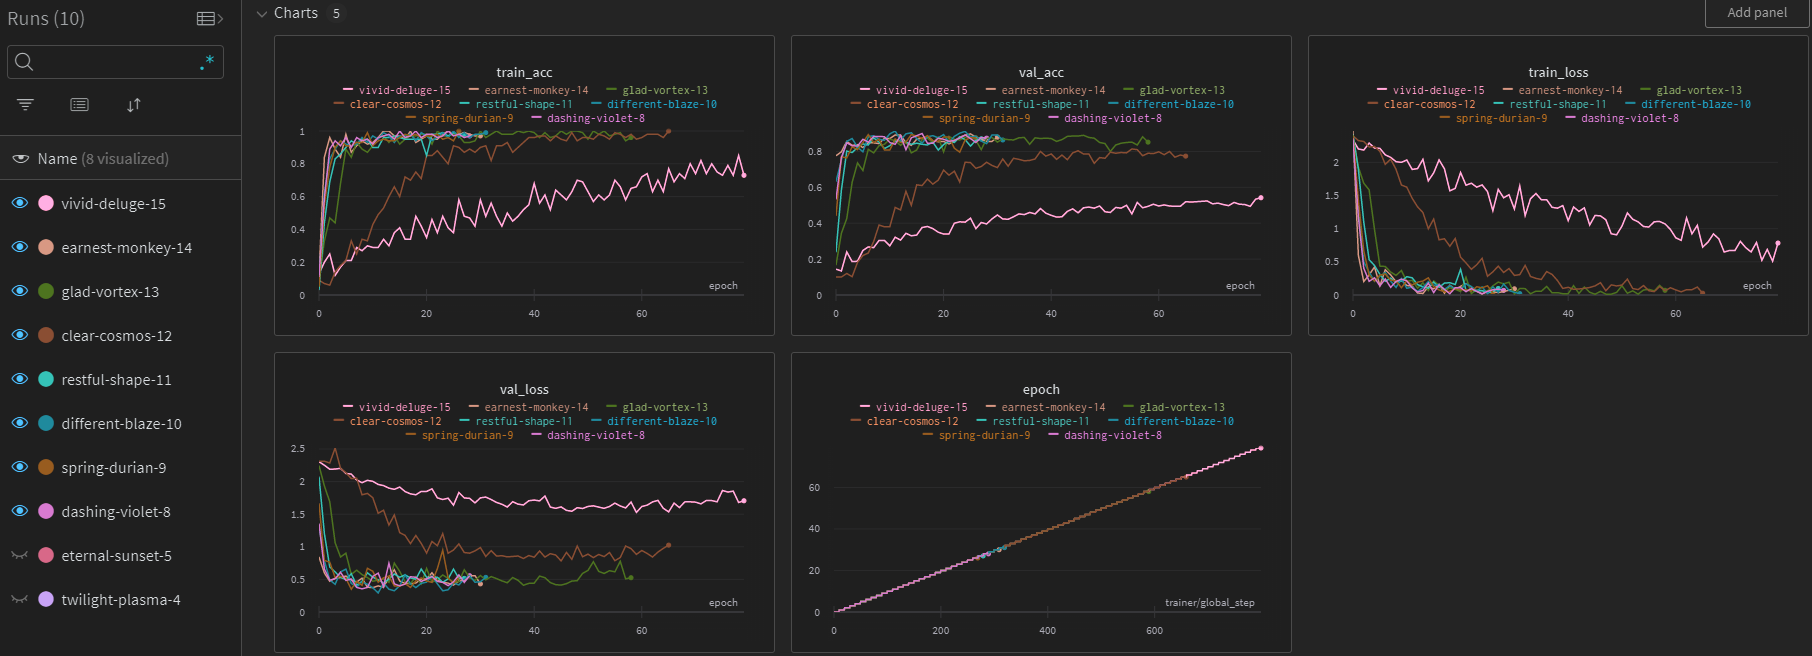 Runs (10)
.*
Name (8 visualized)
vivid-deluge-15
earnest-monkey-14
glad-vortex-13
clear-cosmos-12
restful-shape-11
different-blaze-10
spring-durian-9
dashing-violet-8
eternal-sunset-5
twilight-plasma-4
Charts 5
Add panel
train_acc
vivid-deluge-15 earnest-monkey-14 glad-vortex-13
clear-cosmos-12 restful-shape-11 different-blaze-10
spring-durian-9 dashing-violet-8
1
0.8
0.6
0.4
0.2
0
epoch
0 20 40 60
val_acc
vivid-deluge-15 earnest-monkey-14 glad-vortex-13
clear-cosmos-12 restful-shape-11 different-blaze-10
spring-durian-9 dashing-violet-8
0.8
0.6
0.4
0.2
0
epoch
0 20 40 60
train_loss
vivid-deluge-15 earnest-monkey-14 glad-vortex-13
clear-cosmos-12 restful-shape-11 different-blaze-10
spring-durian-9 dashing-violet-8
2
1.5
1
0.5
0
epoch
0 20 40 60
val_loss
vivid-deluge-15 earnest-monkey-14 glad-vortex-13
clear-cosmos-12 restful-shape-11 different-blaze-10
spring-durian-9 dashing-violet-8
2.5
2
1.5
1
0.5
0
epoch
0 20 40 60
epoch
vivid-deluge-15 earnest-monkey-14 glad-vortex-13
clear-cosmos-12 restful-shape-11 different-blaze-10
spring-durian-9 dashing-violet-8
60
40
20
0
trainer/global_step
0 200 400 600